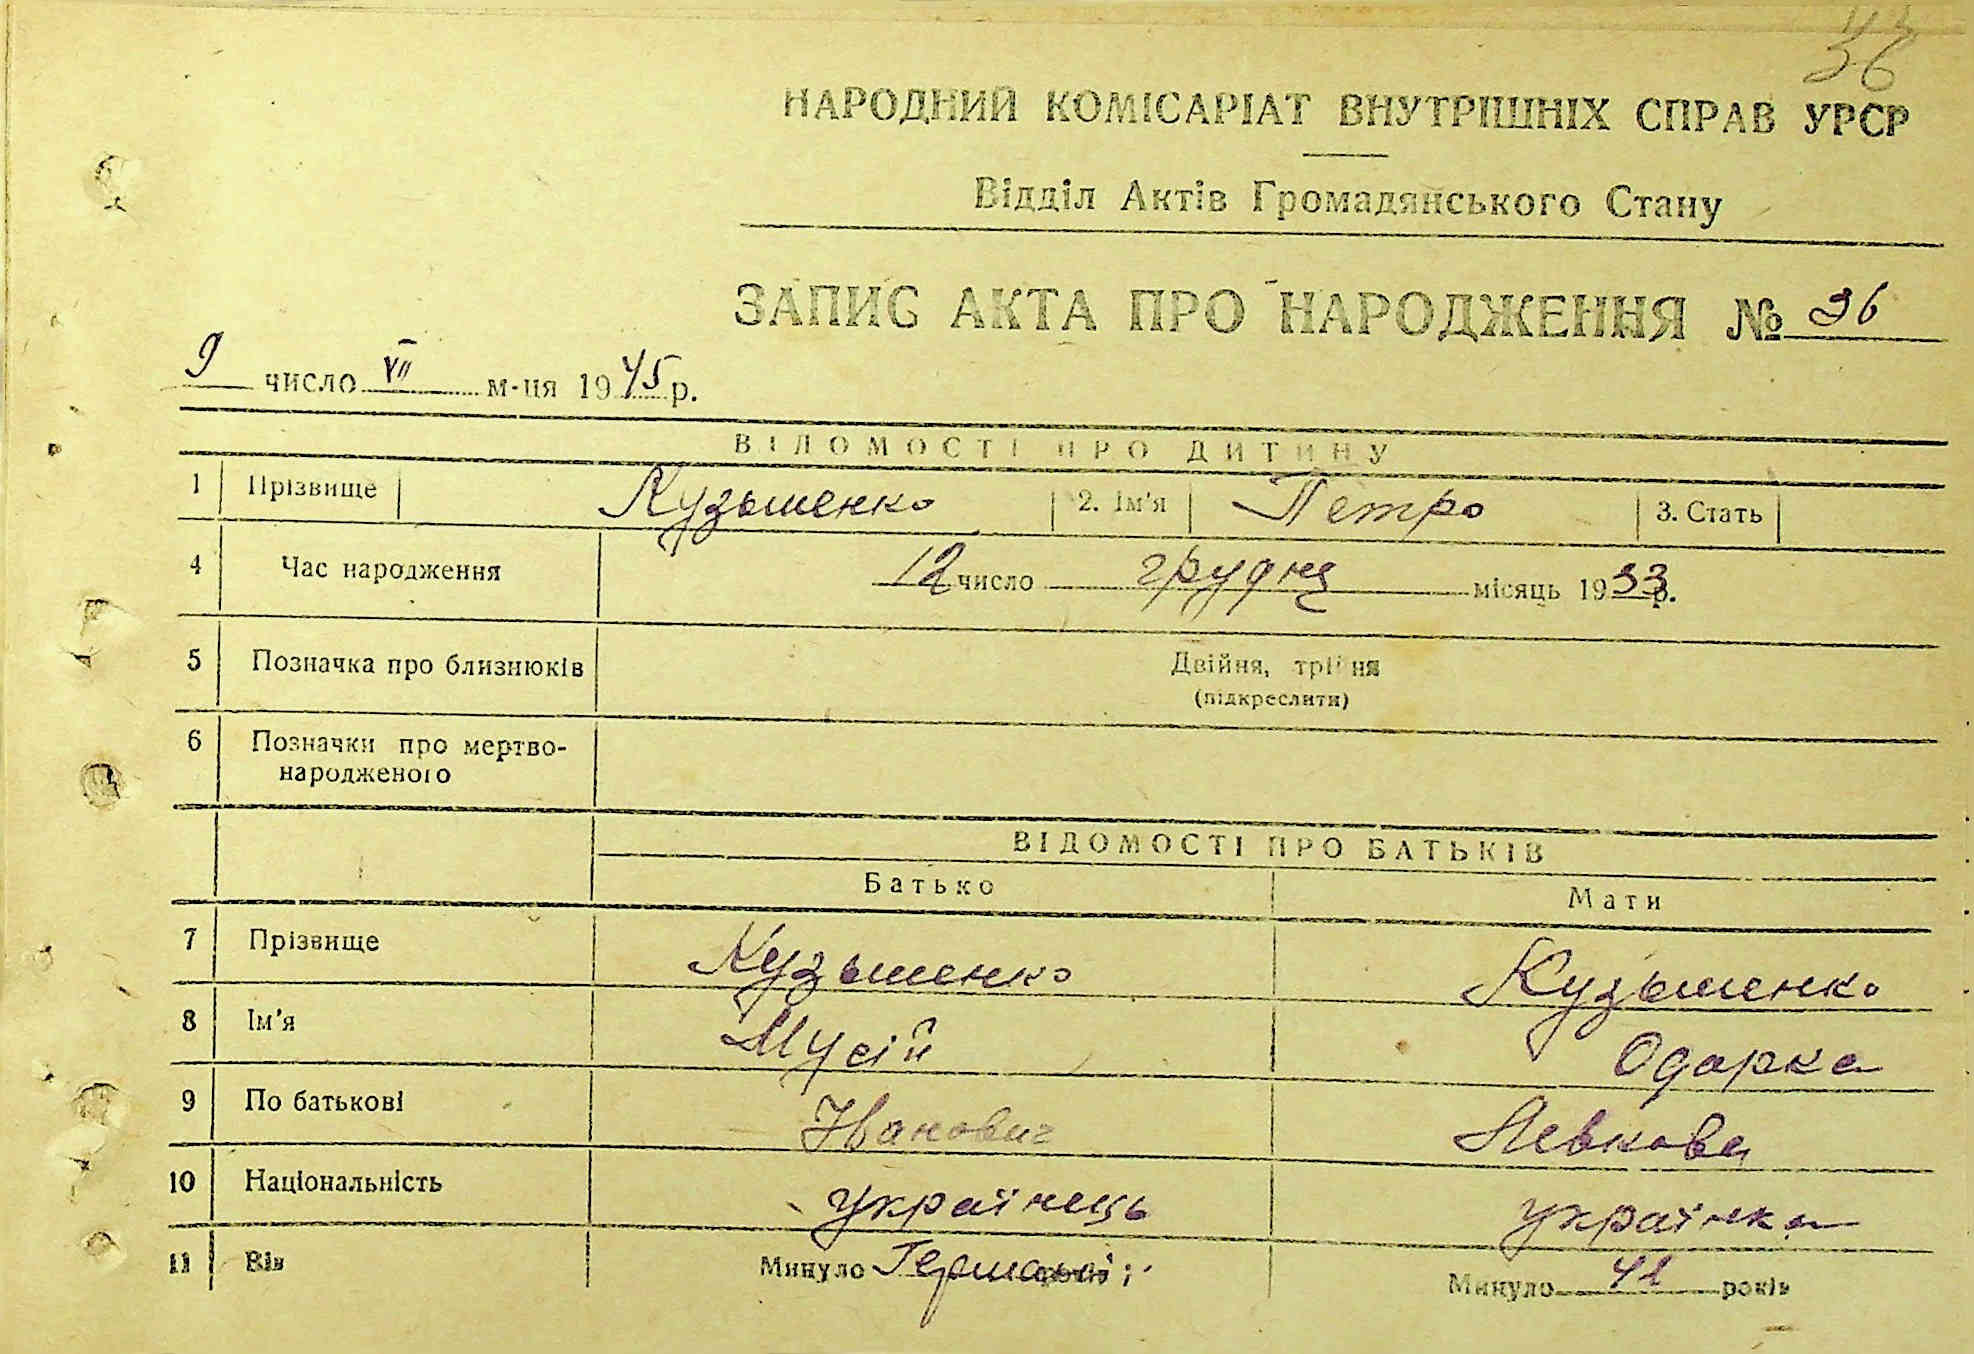 36
НАРОДНИЙ КОМІСАРІАТ ВНУТРІШНІХ СПРАВ УРСР
Відділ Актів Громадянського Стану
ЗАПИС АКТА ПРО НАРОДЖЕННЯ № 36
9 число VII м-ця 1945 р.
ВІДОМОСТІ ПРО ДИТИНУ
1 Прізвище Кузьменко 2. Ім'я Петро 3. Стать
4 Час народження 12 число грудня місяць 1933 р.
5 Позначка про близнюків Двійня, трійня
(підкреслити)
6 Позначки про мертво-
народженого
ВІДОМОСТІ ПРО БАТЬКІВ
Батько Мати
7 Прізвище Кузьменко Кузьменко
8 Ім'я Мусій Одарка
9 По батькові Іванович Левкова
10 Національність українець українка
11 Вік Минуло років Минуло 41 років